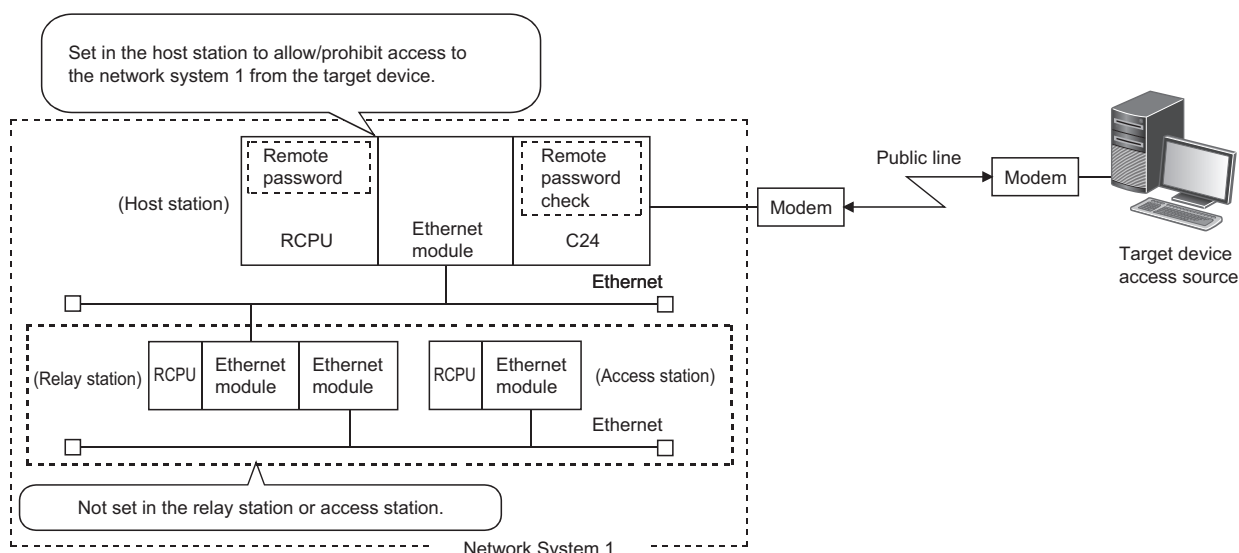 Set in the host station to allow/prohibit access to
the network system 1 from the target device.
Remote
password
Remote
password
check
(Host station)
RCPU
Ethernet
module
C24
Modem
Public line
Modem
Target device
access source
Ethernet
(Relay station)
RCPU
Ethernet
module
Ethernet
module
RCPU
Ethernet
module
(Access station)
Ethernet
Not set in the relay station or access station.
Network System 1